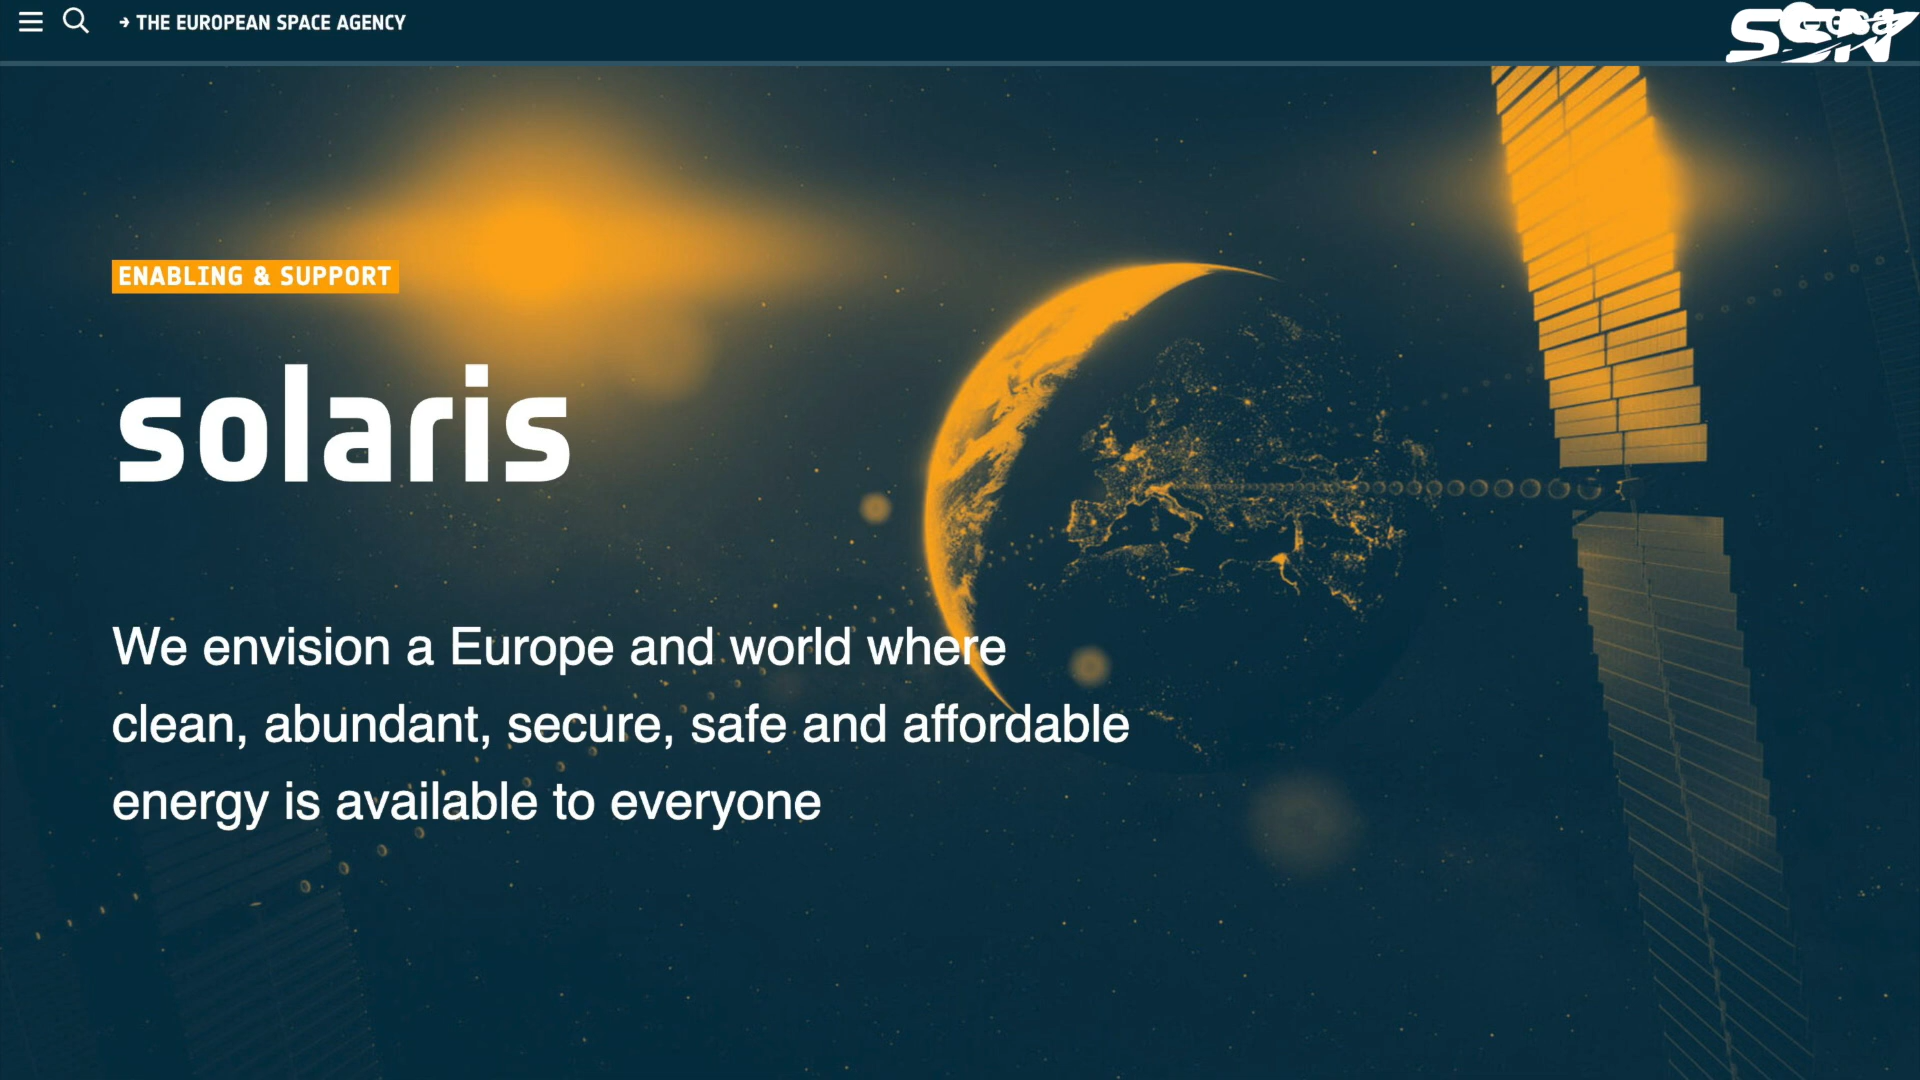 → THE EUROPEAN SPACE AGENCY
SSN
ENABLING & SUPPORT
solaris
We envision a Europe and world where
clean, abundant, secure, safe and affordable
energy is available to everyone